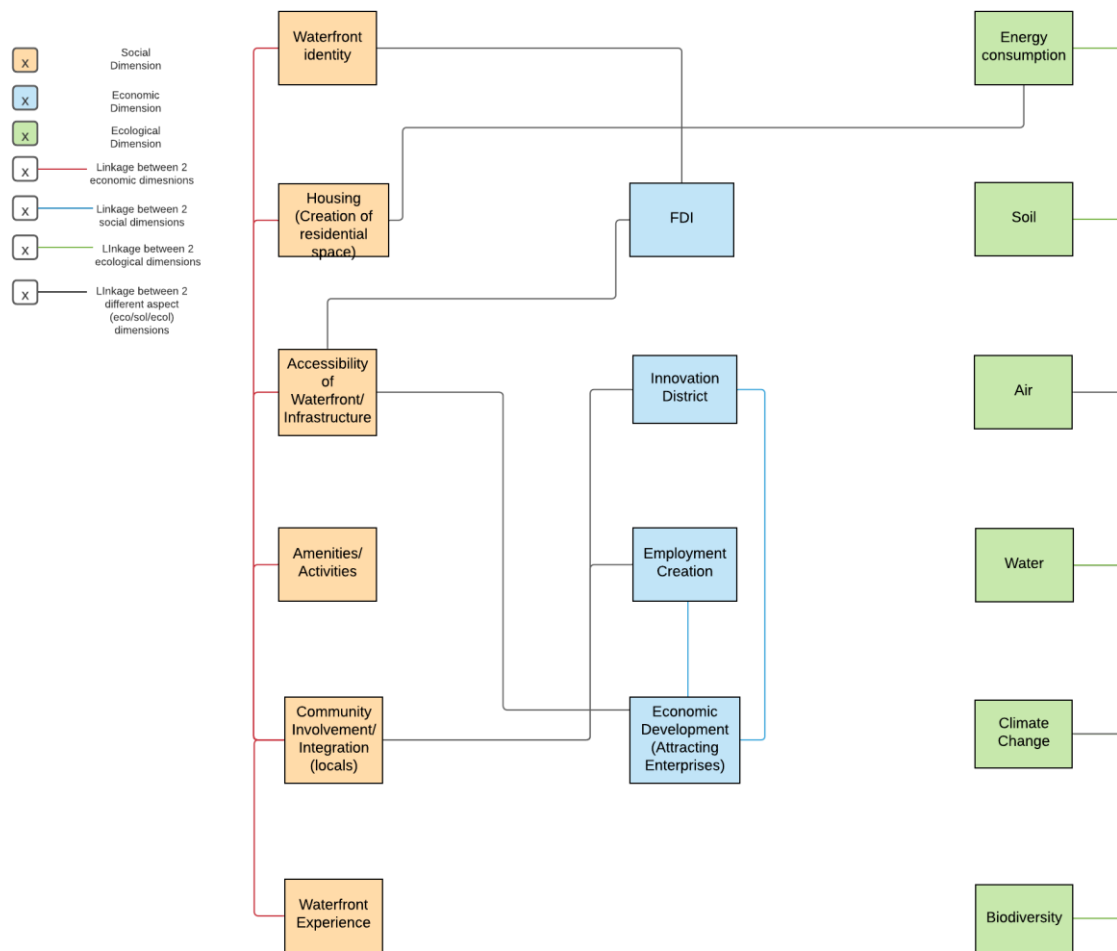 x
Social
Dimension
x
Economic
Dimension
x
Ecological
Dimension
x
Linkage between 2
economic dimesnions
x
Linkage between 2
social dimensions
x
LInkage between 2
ecological dimensions
x
LInkage between 2
different aspect
(eco/sol/ecol)
dimensions
Waterfront
identity
Housing
(Creation of
residential
space)
Accessibility
of
Waterfront/
Infrastructure
Amenities/
Activities
Community
Involvement/
Integration
(locals)
Waterfront
Experience
FDI
Innovation
District
Employment
Creation
Economic
Development
(Attracting
Enterprises)
Energy
consumption
Soil
Air
Water
Climate
Change
Biodiversity